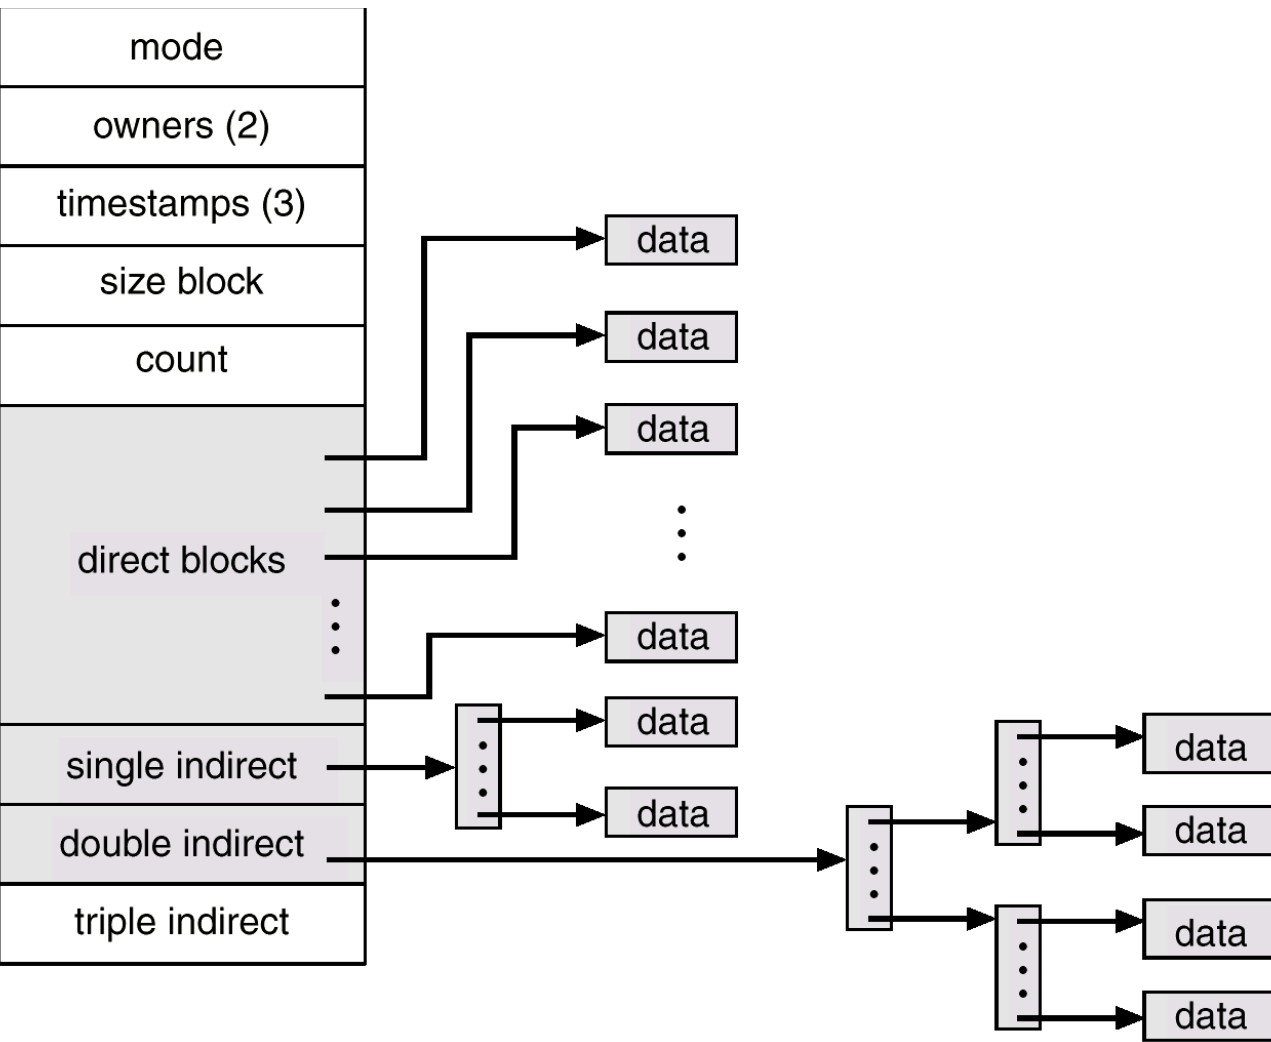 mode
owners (2)
timestamps (3)
size block
count
direct blocks
single indirect
double indirect
triple indirect
data
data
data
data
data
data
data
data
data
data